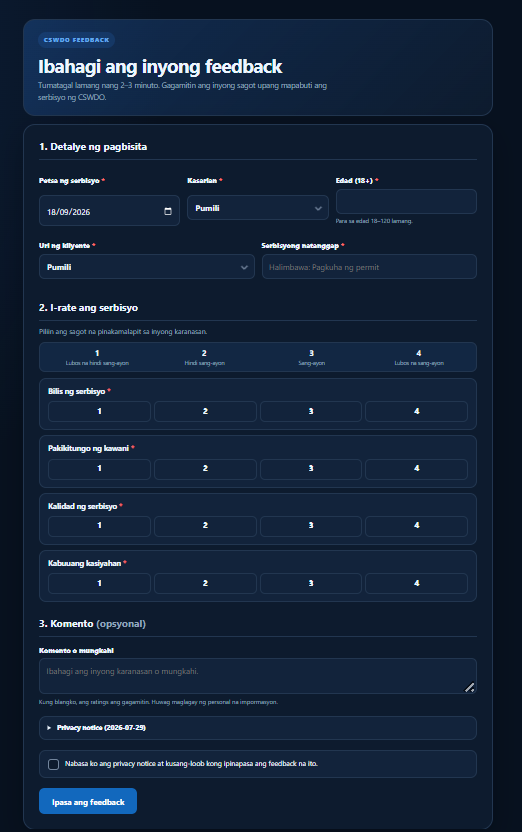 CSWDO FEEDBACK
Ibahagi ang inyong feedback
Tumatagal lamang nang 2–3 minuto. Gagamitin ang inyong sagot upang mapabuti ang
serbisyo ng CSWDO.
1. Detalye ng pagbisita
Petsa ng serbisyo *
Kasarian *
Edad (18+) *
18/09/2026
Pumili
Para sa edad 18–120 lamang.
Uri ng kliyente *
Serbisyong natanggap *
Pumili
Halimbawa: Pagkuha ng permit
2. I-rate ang serbisyo
Piliin ang sagot na pinakamalapit sa inyong karanasan.
1 2 3 4
Lubos na hindi sang-ayon Hindi sang-ayon Sang-ayon Lubos na sang-ayon
Bilis ng serbisyo *
1 2 3 4
Pakikitungo ng kawani *
1 2 3 4
Kalidad ng serbisyo *
1 2 3 4
Kabuuang kasiyahan *
1 2 3 4
3. Komento (opsyonal)
Komento o mungkahi
Ibahagi ang inyong karanasan o mungkahi.
Kung blangko, ang ratings ang gagamitin. Huwag maglagay ng personal na impormasyon.
Privacy notice (2026-07-29)
Nabasa ko ang privacy notice at kusang-loob kong ipinapasa ang feedback na ito.
Ipasa ang feedback